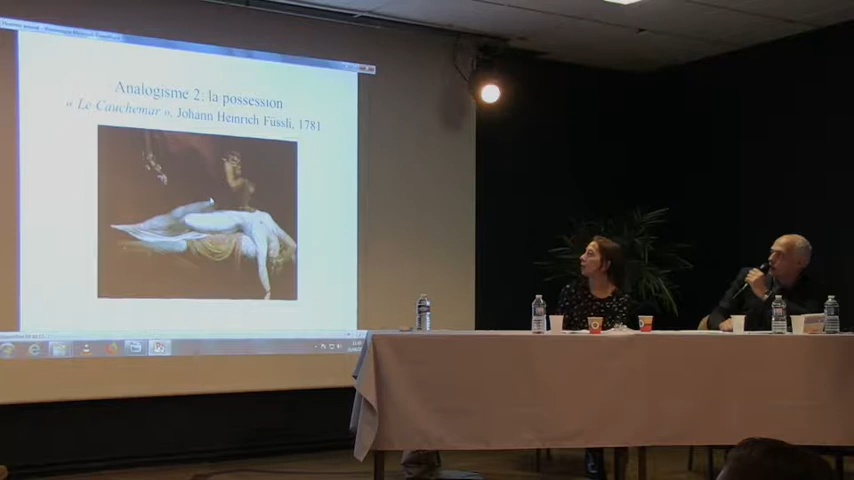 Analogisme 2: la possession
« Le Cauchemar », Johann Heinrich Füssli, 1781